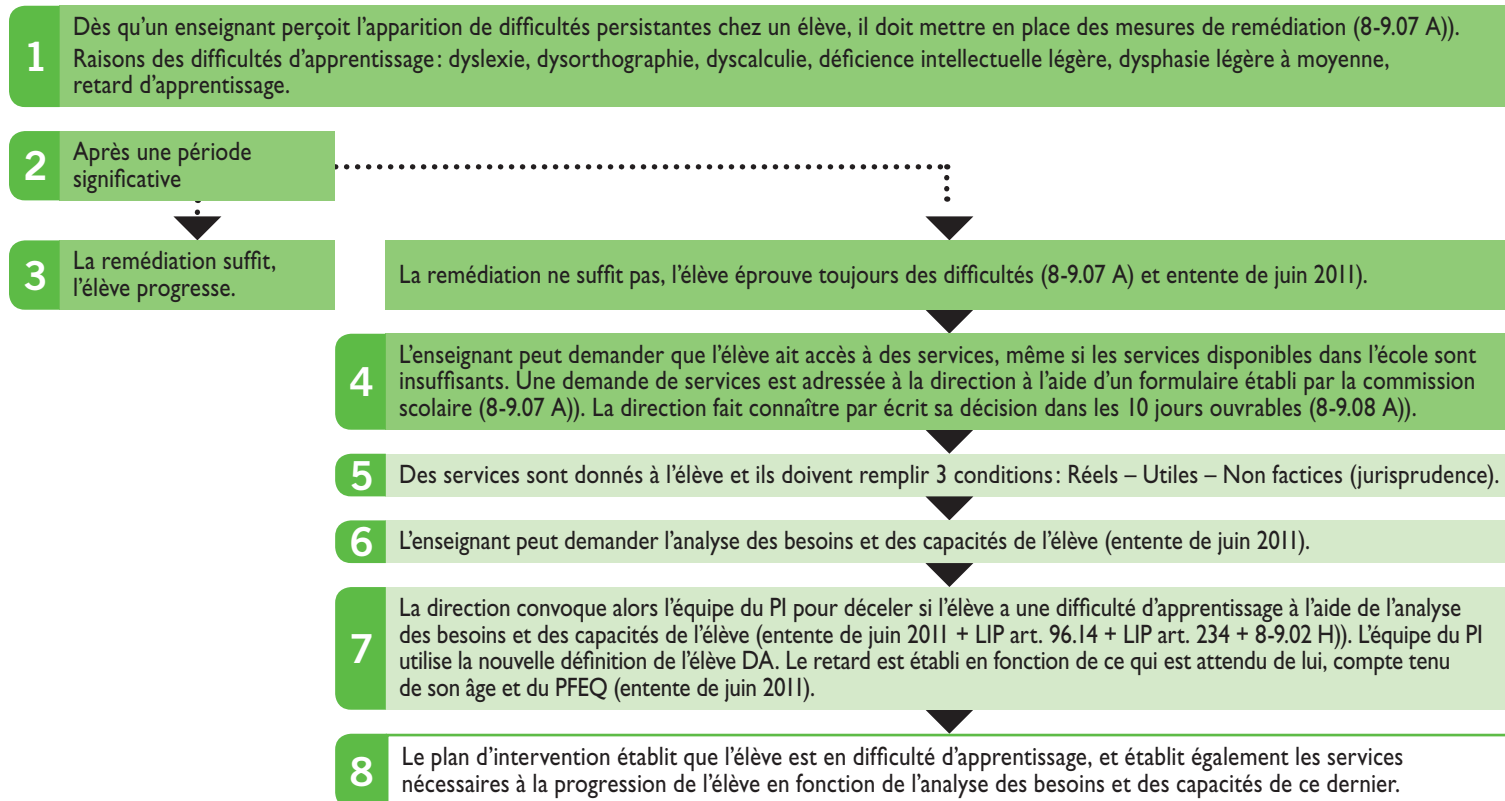 1
Dès qu'un enseignant perçoit l'apparition de difficultés persistantes chez un élève, il doit mettre en place des mesures de remédiation (8-9.07 A)).
Raisons des difficultés d'apprentissage : dyslexie, dysorthographie, dyscalculie, déficience intellectuelle légère, dysphasie légère à moyenne,
retard d'apprentissage.
2
Après une période
significative
3
La remédiation suffit,
l'élève progresse.
La remédiation ne suffit pas, l'élève éprouve toujours des difficultés (8-9.07 A) et entente de juin 2011).
4
L'enseignant peut demander que l'élève ait accès à des services, même si les services disponibles dans l'école sont
insuffisants. Une demande de services est adressée à la direction à l'aide d'un formulaire établi par la commission
scolaire (8-9.07 A)). La direction fait connaître par écrit sa décision dans les 10 jours ouvrables (8-9.08 A)).
5
Des services sont donnés à l'élève et ils doivent remplir 3 conditions : Réels – Utiles – Non factices (jurisprudence).
6
L'enseignant peut demander l'analyse des besoins et des capacités de l'élève (entente de juin 2011).
7
La direction convoque alors l'équipe du PI pour déceler si l'élève a une difficulté d'apprentissage à l'aide de l'analyse
des besoins et des capacités de l'élève (entente de juin 2011 + LIP art. 96.14 + LIP art. 234 + 8-9.02 H)). L'équipe du PI
utilise la nouvelle définition de l'élève DA. Le retard est établi en fonction de ce qui est attendu de lui, compte tenu
de son âge et du PFEQ (entente de juin 2011).
8
Le plan d'intervention établit que l'élève est en difficulté d'apprentissage, et établit également les services
nécessaires à la progression de l'élève en fonction de l'analyse des besoins et des capacités de ce dernier.